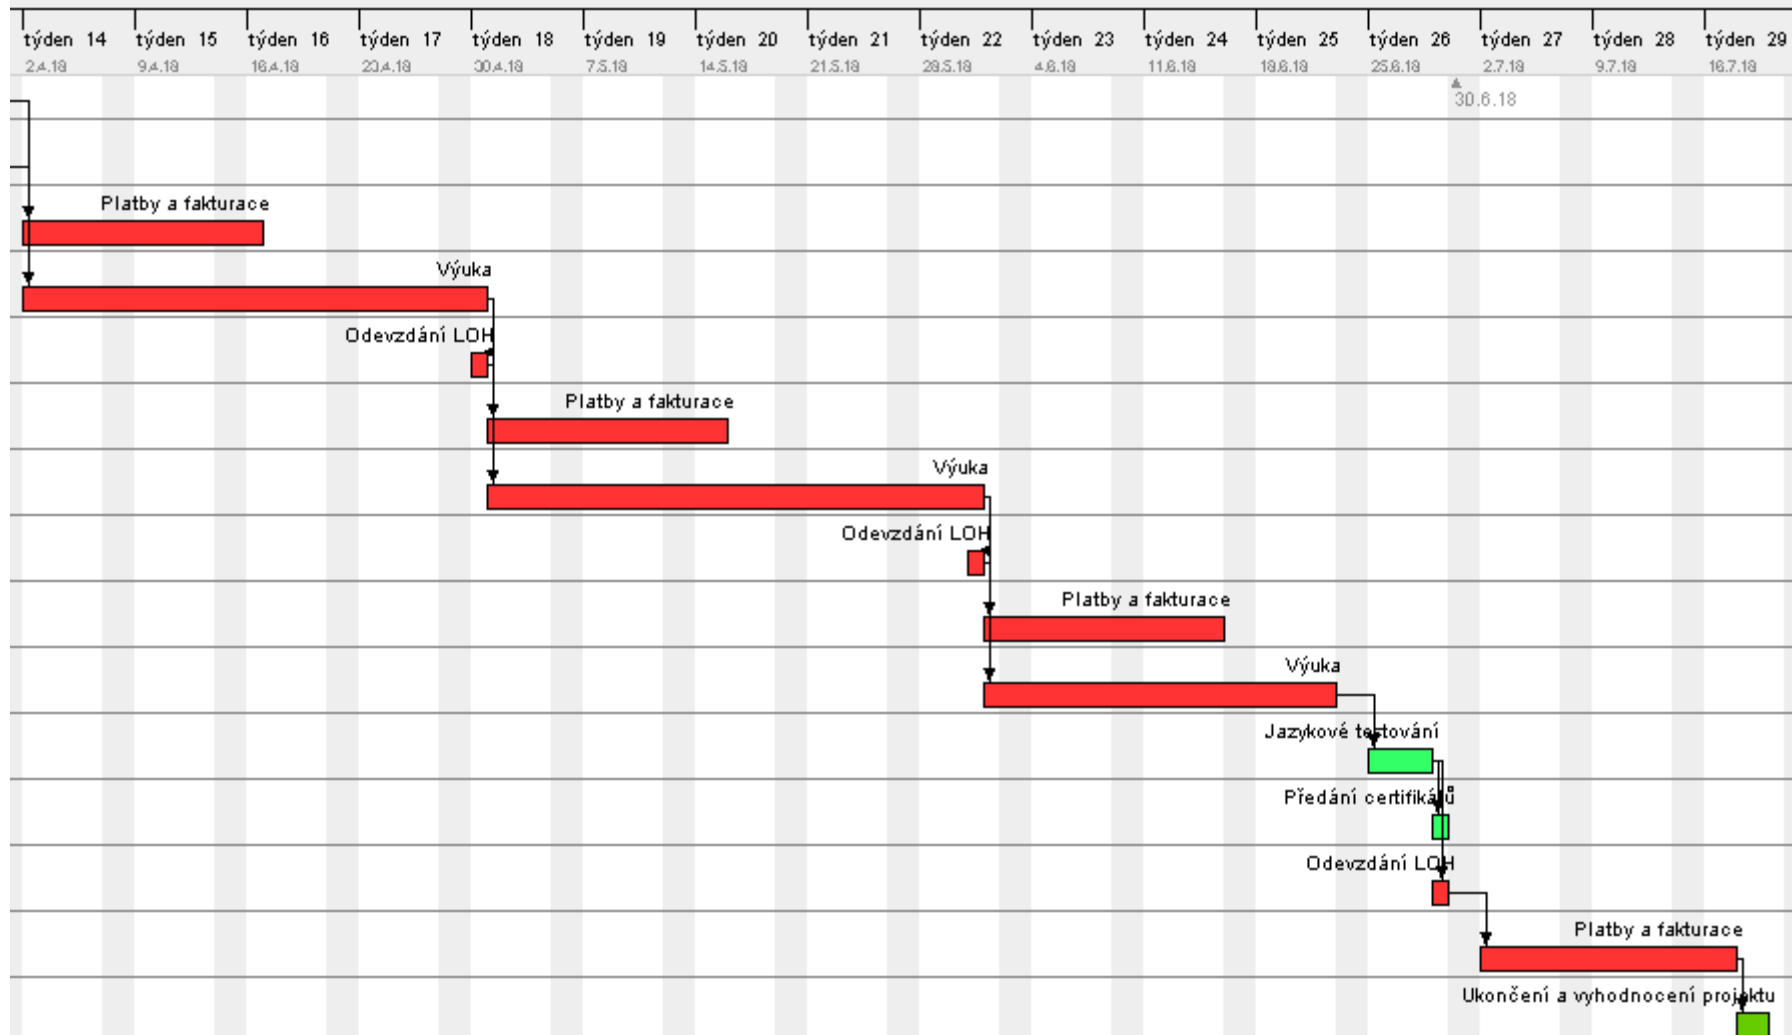 týden 14 týden 15 týden 16 týden 17 týden 18 týden 19 týden 20 týden 21 týden 22 týden 23 týden 24 týden 25 týden 26 týden 27 týden 28 týden 29
2.4.18 9.4.18 16.4.18 23.4.18 30.4.18 7.5.18 14.5.18 21.5.18 28.5.18 4.6.18 11.6.18 18.6.18 25.6.18 2.7.18 9.7.18 16.7.18
30.6.18
Platby a fakturace
Výuka
Odevzdání LOH
Platby a fakturace
Výuka
Odevzdání LOH
Platby a fakturace
Výuka
Jazykové testování
Předání certifikátů
Odevzdání LOH
Platby a fakturace
Ukončení a vyhodnocení projektu